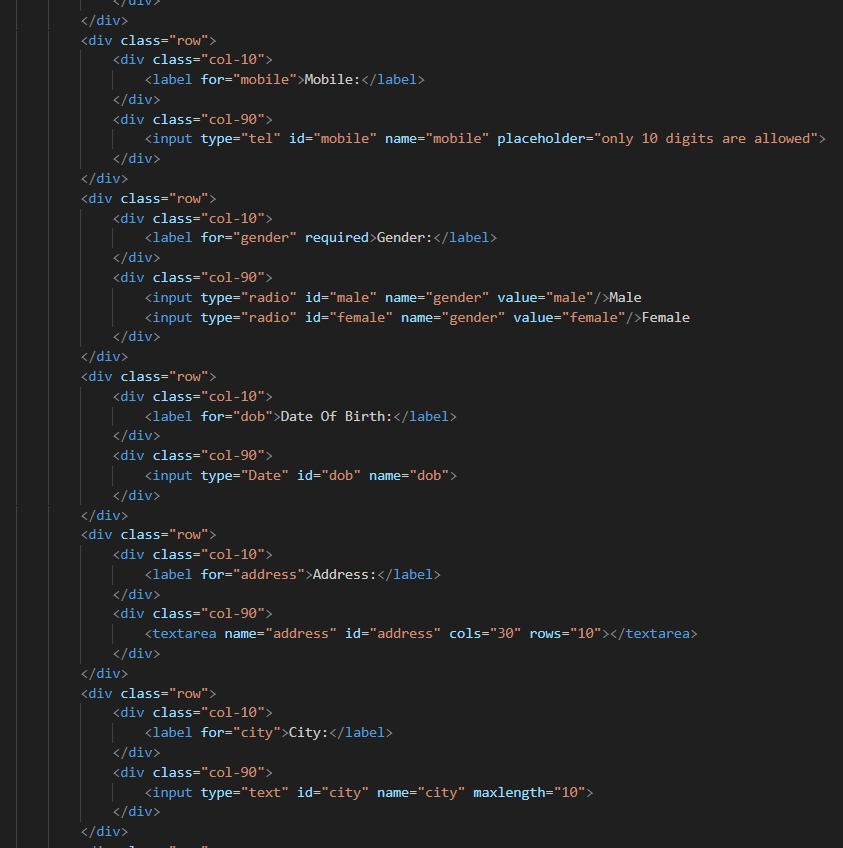 </div>
</div>
<div class="row">
<div class="col-10">
<label for="mobile">Mobile:</label>
</div>
<div class="col-90">
<input type="tel" id="mobile" name="mobile" placeholder="only 10 digits are allowed">
</div>
</div>
<div class="row">
<div class="col-10">
<label for="gender" required>Gender:</label>
</div>
<div class="col-90">
<input type="radio" id="male" name="gender" value="male"/>Male
<input type="radio" id="female" name="gender" value="female"/>Female
</div>
</div>
<div class="row">
<div class="col-10">
<label for="dob">Date Of Birth:</label>
</div>
<div class="col-90">
<input type="Date" id="dob" name="dob">
</div>
</div>
<div class="row">
<div class="col-10">
<label for="address">Address:</label>
</div>
<div class="col-90">
<textarea name="address" id="address" cols="30" rows="10"></textarea>
</div>
</div>
<div class="row">
<div class="col-10">
<label for="city">City:</label>
</div>
<div class="col-90">
<input type="text" id="city" name="city" maxlength="10">
</div>
</div>